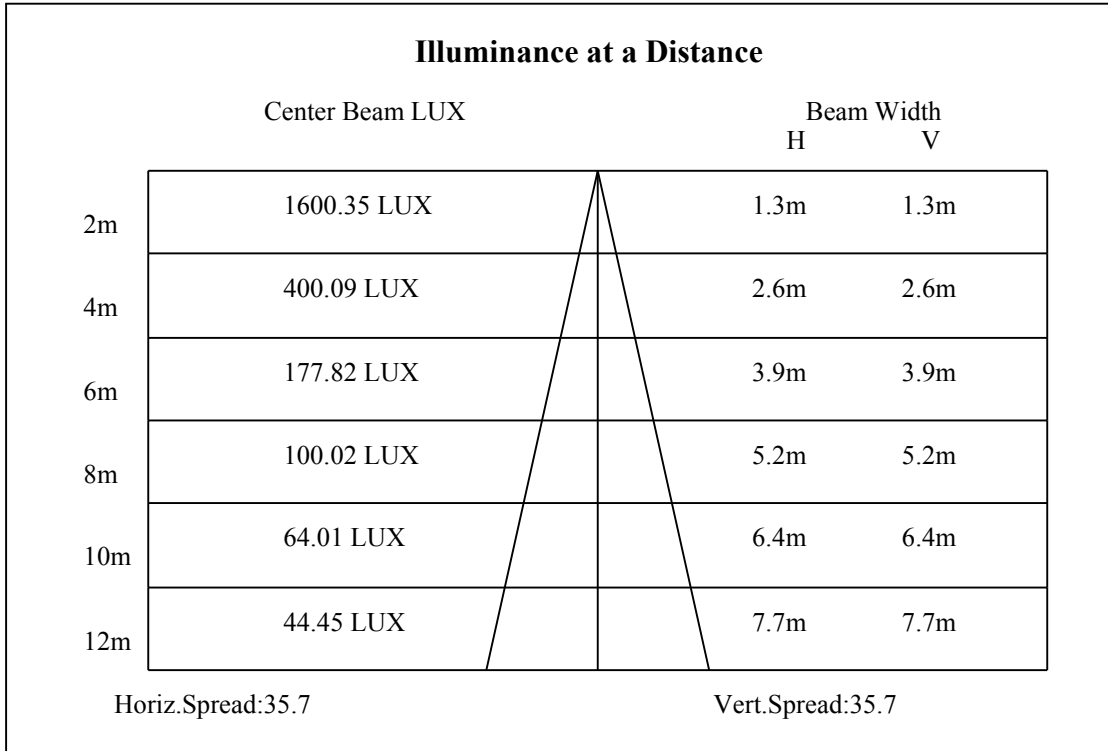 Illuminance at a Distance
Center Beam LUX Beam Width
H V
2m 1600.35 LUX 1.3m 1.3m
4m 400.09 LUX 2.6m 2.6m
6m 177.82 LUX 3.9m 3.9m
8m 100.02 LUX 5.2m 5.2m
10m 64.01 LUX 6.4m 6.4m
12m 44.45 LUX 7.7m 7.7m
Horiz.Spread:35.7 Vert.Spread:35.7